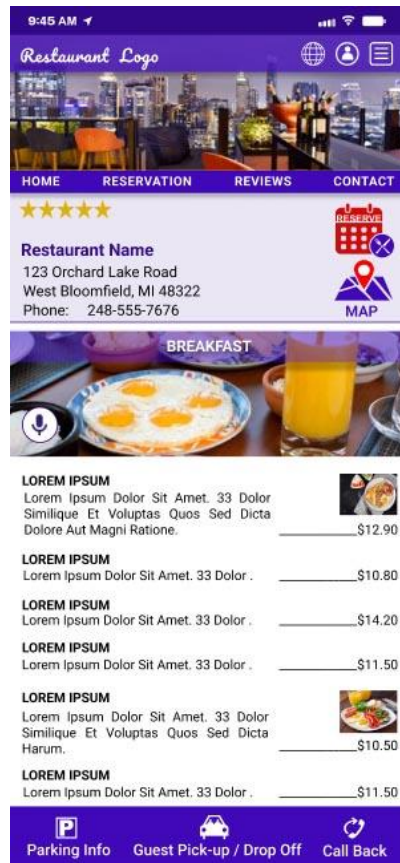 9:45 AM
Restaurant Logo
HOME RESERVATION REVIEWS CONTACT
RESERVE
Restaurant Name
123 Orchard Lake Road
West Bloomfield, MI 48322
Phone: 248-555-7676
MAP
BREAKFAST
LOREM IPSUM
Lorem Ipsum Dolor Sit Amet. 33 Dolor
Similique Et Voluptas Quos Sed Dicta
Dolore Aut Magni Ratione. ____________$12.90
LOREM IPSUM
Lorem Ipsum Dolor Sit Amet. 33 Dolor . ____________$10.80
LOREM IPSUM
Lorem Ipsum Dolor Sit Amet. 33 Dolor . ____________$14.20
LOREM IPSUM
Lorem Ipsum Dolor Sit Amet. 33 Dolor . ____________$11.50
LOREM IPSUM
Lorem Ipsum Dolor Sit Amet. 33 Dolor
Similique Et Voluptas Quos Sed Dicta
Harum. ____________$10.50
LOREM IPSUM
Lorem Ipsum Dolor Sit Amet. 33 Dolor . ____________$11.50
P
Parking Info Guest Pick-up / Drop Off Call Back